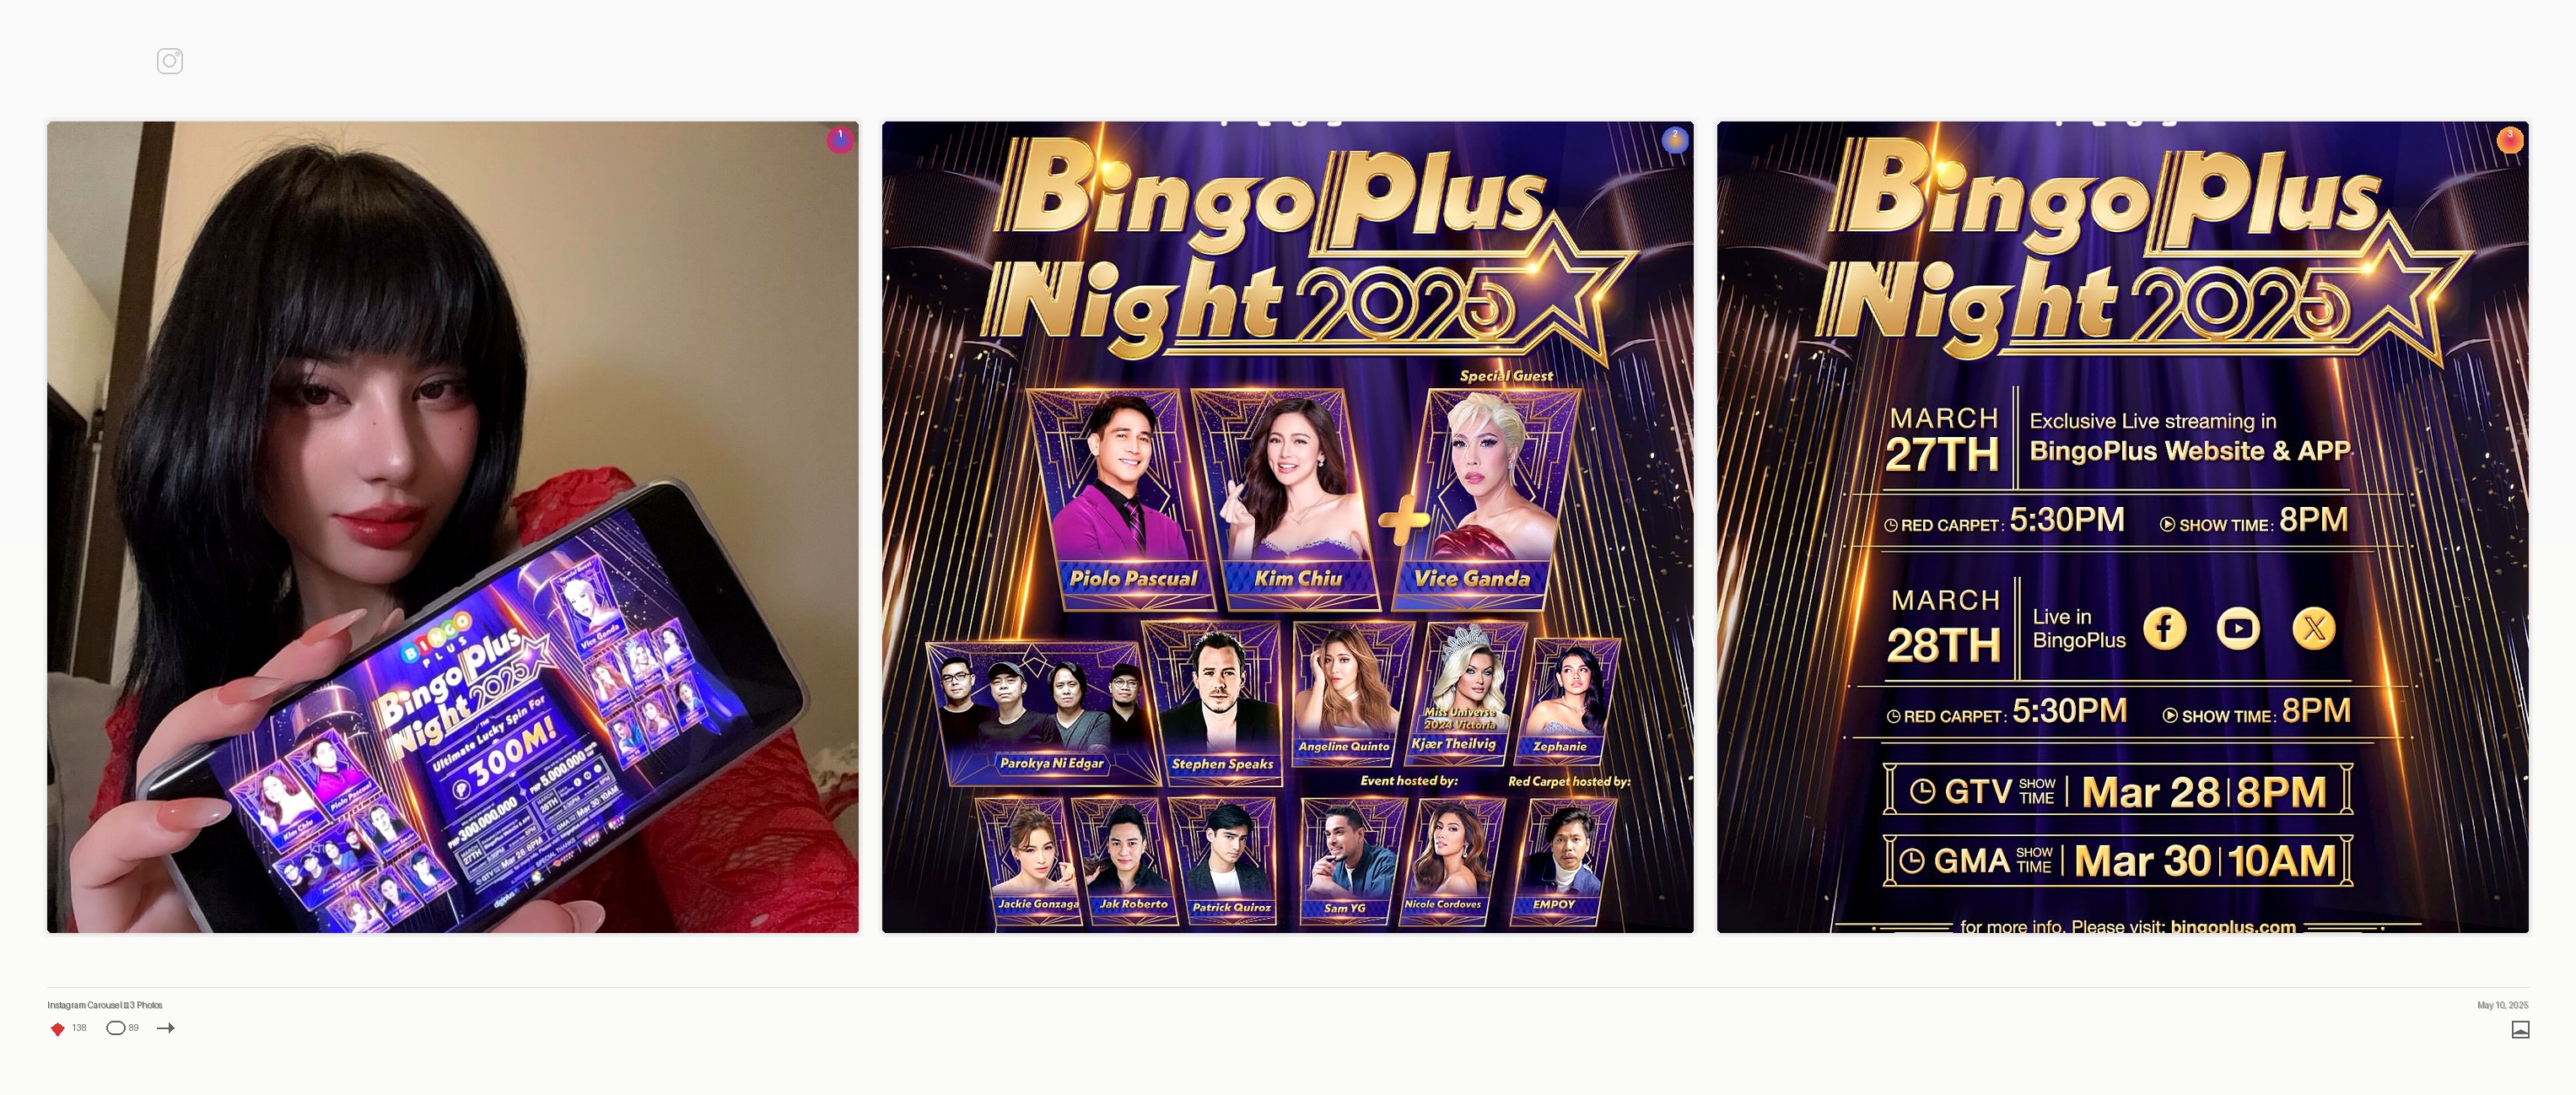 1
BINGO
PLUS
BingoPlus
Night 2025
THE
Ultimate Lucky Spin For
₱300M!
PHP 300.000.000
PHP 5.000.000
MARCH
27TH
MARCH
28TH
GTV
Mar 28 8PM
GMA
Mar 30 10AM
SPECIAL THANKS
digiplus
Special Guest
Vice Ganda
Kim Chiu
Piolo Pascual
Parokya Ni Edgar
2
BingoPlus
Night 2025
Special Guest
Piolo Pascual
Kim Chiu
+
Vice Ganda
Parokya Ni Edgar
Stephen Speaks
Angeline Quinto
Miss Universe
2024 Victoria
Kjær Theilvig
Zephanie
Event hosted by:
Red Carpet hosted by:
Jackie Gonzaga
Jak Roberto
Patrick Quiroz
Sam YG
Nicole Cordoves
EMPOY
3
BingoPlus
Night 2025
MARCH
27TH
Exclusive Live streaming in
BingoPlus Website & APP
RED CARPET: 5:30PM
SHOW TIME: 8PM
MARCH
28TH
Live in
BingoPlus
RED CARPET: 5:30PM
SHOW TIME: 8PM
GTV SHOW TIME | Mar 28 | 8PM
GMA SHOW TIME | Mar 30 | 10AM
for more info. Please visit: bingoplus.com
Instagram Carousel 3 Photos
138
89
May 10, 2025